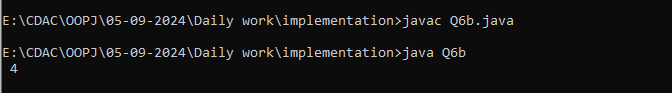 E:\CDAC\OOPJ\05-09-2024\Daily work\implementation>javac Q6b.java
E:\CDAC\OOPJ\05-09-2024\Daily work\implementation>java Q6b
4